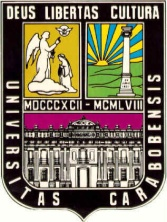 DEUS LIBERTAS CULTURA
MDCCCXCII - MCMLVIII
UNIVERSITAS CARABOBENSIS